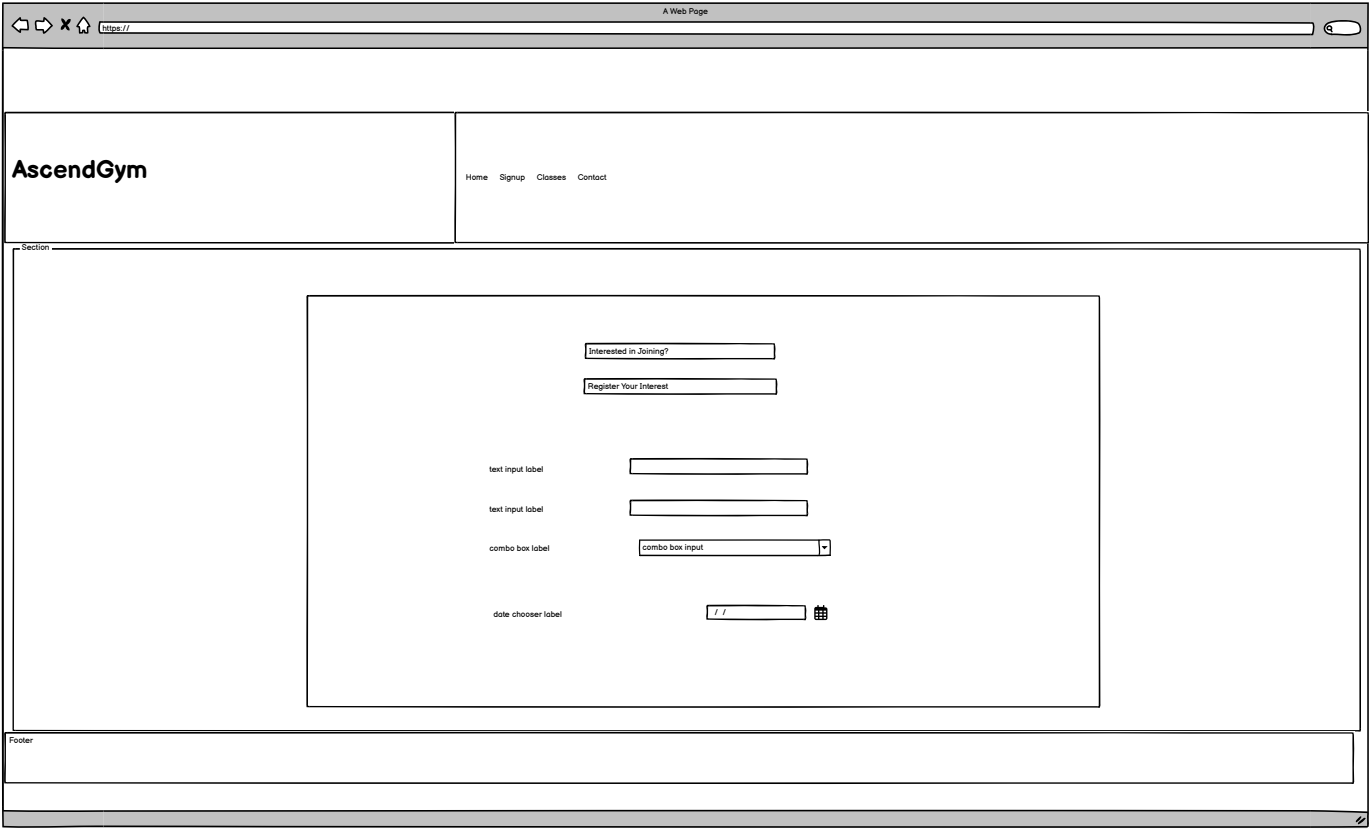 A Web Page
https://
AscendGym
Home Signup Classes Contact
Section
Interested in Joining?
Register Your Interest
text input label
text input label
combo box label combo box input
date chooser label / /
Footer